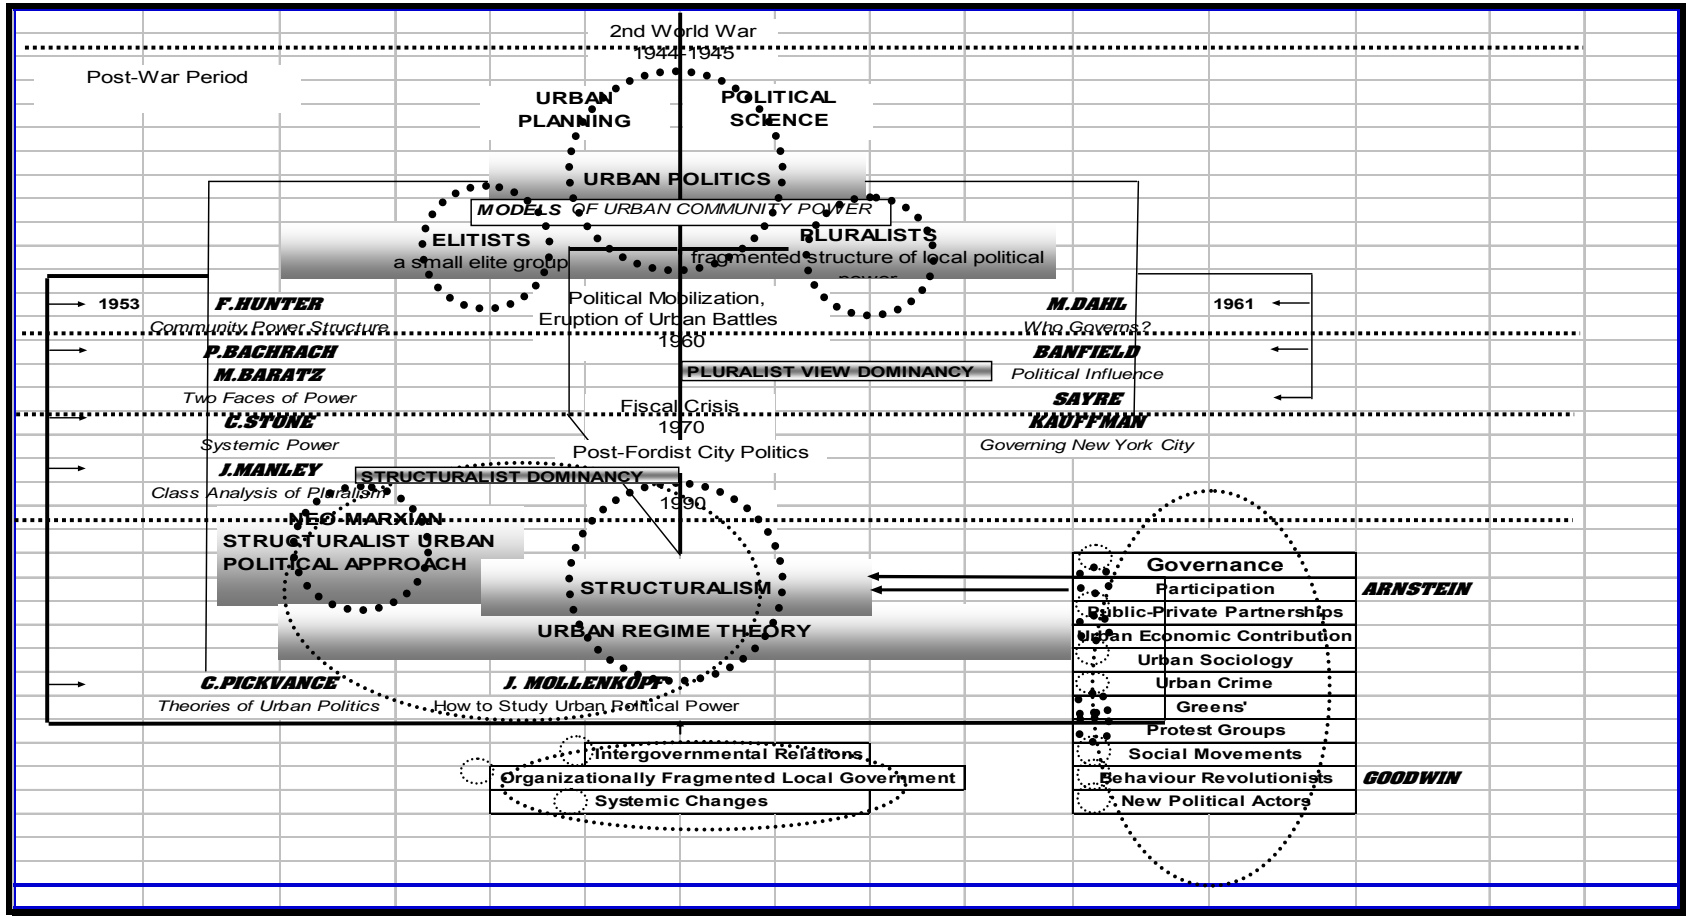 2nd World War
1944-1945
Post-War Period
URBAN
PLANNING
POLITICAL
SCIENCE
URBAN POLITICS
MODELS OF URBAN COMMUNITY POWER
ELITISTS
a small elite group
PLURALISTS
fragmented structure of local political
power
1953
F.HUNTER
Community Power Structure
Political Mobilization,
Eruption of Urban Battles
1960
M.DAHL
1961
Who Governs?
P.BACHRACH
M.BARATZ
Two Faces of Power
PLURALIST VIEW DOMINANCY
BANFIELD
Political Influence
C.STONE
Systemic Power
Fiscal Crisis
1970
Post-Fordist City Politics
SAYRE
KAUFFMAN
Governing New York City
J.MANLEY
Class Analysis of Pluralism
STRUCTURALIST DOMINANCY
1990
NEO-MARXIAN
STRUCTURALIST URBAN
POLITICAL APPROACH
STRUCTURALISM
URBAN REGIME THEORY
C.PICKVANCE
Theories of Urban Politics
J. MOLLENKOPF
How to Study Urban Political Power
Intergovernmental Relations
Organizationally Fragmented Local Government
Systemic Changes
Governance
Participation
ARNSTEIN
Public-Private Partnerships
Urban Economic Contribution
Urban Sociology
Urban Crime
Greens'
Protest Groups
Social Movements
Behaviour Revolutionists
GOODWIN
New Political Actors